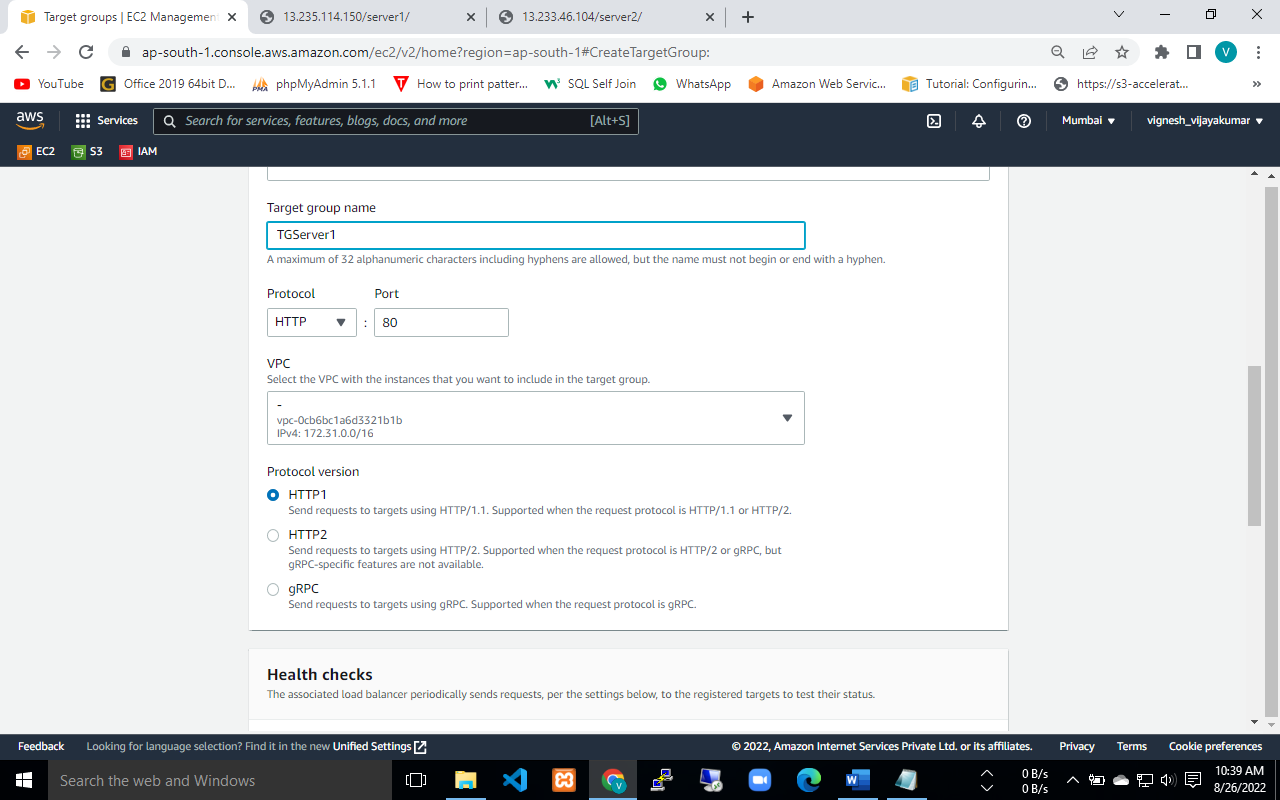 Target groups | EC2 Management
13.235.114.150/server1/
13.233.46.104/server2/
ap-south-1.console.aws.amazon.com/ec2/v2/home?region=ap-south-1#CreateTargetGroup:
V
YouTube
G
Office 2019 64bit D...
PMA
phpMyAdmin 5.1.1
T
How to print patter...
W3
SQL Self Join
WhatsApp
Amazon Web Servic...
Tutorial: Configurin...
https://s3-accelerat...
»
aws
Services
Search for services, features, blogs, docs, and more
[Alt+S]
Mumbai
vignesh_vijayakumar
EC2
S3
IAM
Target group name
TGServer1
A maximum of 32 alphanumeric characters including hyphens are allowed, but the name must not begin or end with a hyphen.
Protocol
Port
HTTP
:
80
VPC
Select the VPC with the instances that you want to include in the target group.
-
vpc-0cb6bc1a6d3321b1b
IPv4: 172.31.0.0/16
Protocol version
HTTP1
Send requests to targets using HTTP/1.1. Supported when the request protocol is HTTP/1.1 or HTTP/2.
HTTP2
Send requests to targets using HTTP/2. Supported when the request protocol is HTTP/2 or gRPC, but
gRPC-specific features are not available.
gRPC
Send requests to targets using gRPC. Supported when the request protocol is gRPC.
Health checks
The associated load balancer periodically sends requests, per the settings below, to the registered targets to test their status.
Feedback
Looking for language selection? Find it in the new Unified Settings
© 2022, Amazon Internet Services Private Ltd. or its affiliates.
Privacy
Terms
Cookie preferences
Search the web and Windows
V
W
0 B/s
0 B/s
10:39 AM
8/26/2022